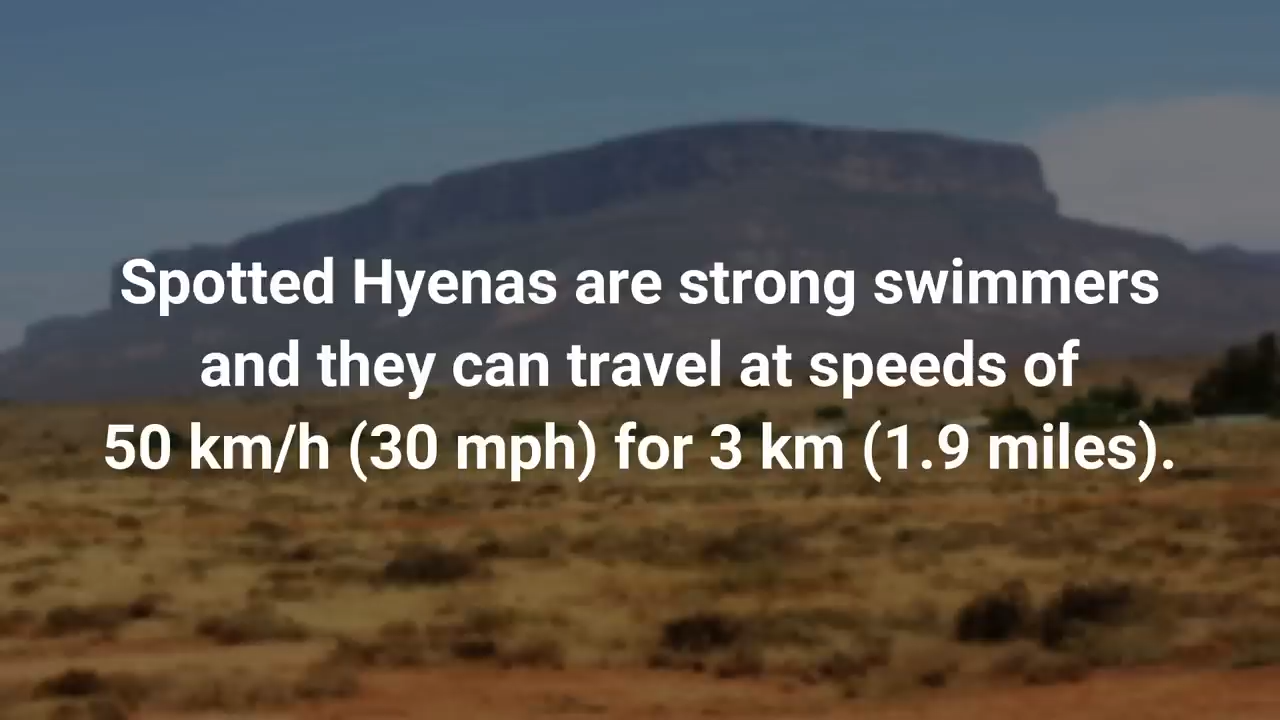 Spotted Hyenas are strong swimmers
and they can travel at speeds of
50 km/h (30 mph) for 3 km (1.9 miles).